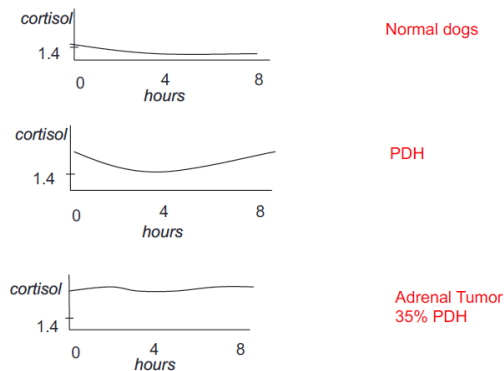 cortisol
Normal dogs
1.4
0 4 8
hours
cortisol
PDH
1.4
0 4 8
hours
cortisol
Adrenal Tumor
35% PDH
1.4
0 4 8
hours